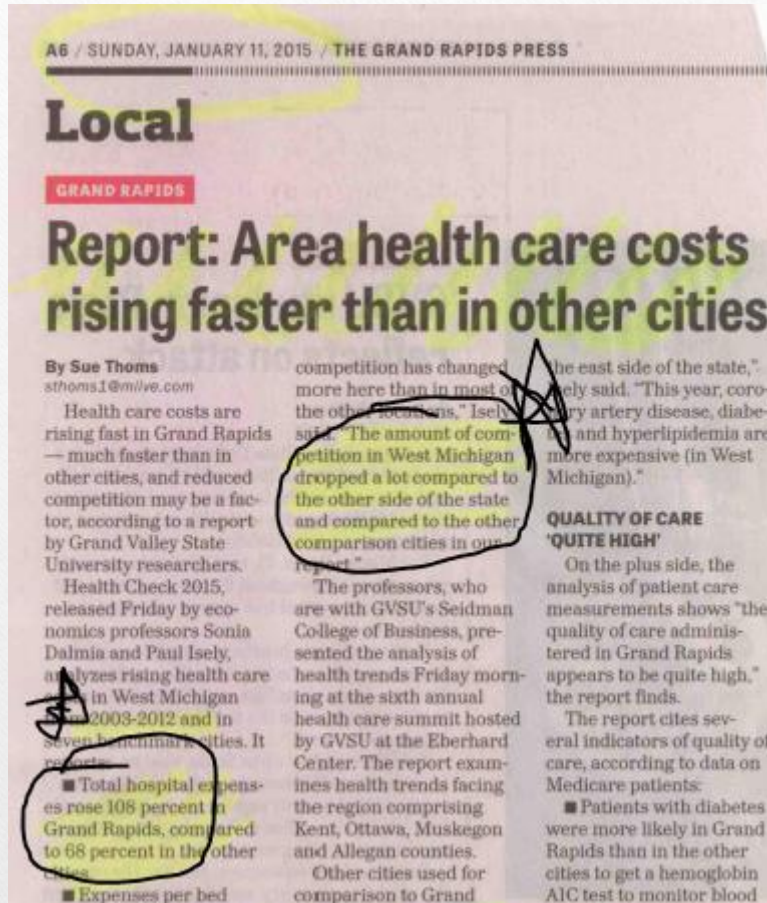 A6 / SUNDAY, JANUARY 11, 2015 / THE GRAND RAPIDS PRESS
Local
GRAND RAPIDS
Report: Area health care costs
rising faster than in other cities
By Sue Thoms
sthoms1@mlive.com
Health care costs are
rising fast in Grand Rapids
— much faster than in
other cities, and reduced
competition may be a fac-
tor, according to a report
by Grand Valley State
University researchers.
Health Check 2015,
released Friday by eco-
nomics professors Sonia
Dalmia and Paul Isely,
analyzes rising health care
in West Michigan
2003-2012 and in
seven benchmark cities. It
reports:
■ Total hospital expens-
es rose 108 percent in
Grand Rapids, compared
to 68 percent in the other
cities.
■ Expenses per bed
competition has changed
more here than in most of
the other locations," Isely
said. "The amount of com-
petition in West Michigan
dropped a lot compared to
the other side of the state
and compared to the other
comparison cities in our
report."
The professors, who
are with GVSU's Seidman
College of Business, pre-
sented the analysis of
health trends Friday morn-
ing at the sixth annual
health care summit hosted
by GVSU at the Eberhard
Center. The report exam-
ines health trends facing
the region comprising
Kent, Ottawa, Muskegon
and Allegan counties.
Other cities used for
comparison to Grand
the east side of the state,"
Isely said. "This year, coro-
nary artery disease, diabe-
and hyperlipidemia are
more expensive (in West
Michigan)."
QUALITY OF CARE
'QUITE HIGH'
On the plus side, the
analysis of patient care
measurements shows "the
quality of care adminis-
tered in Grand Rapids
appears to be quite high,"
the report finds.
The report cites sev-
eral indicators of quality of
care, according to data on
Medicare patients:
■ Patients with diabetes
were more likely in Grand
Rapids than in the other
cities to get a hemoglobin
A1C test to monitor blood